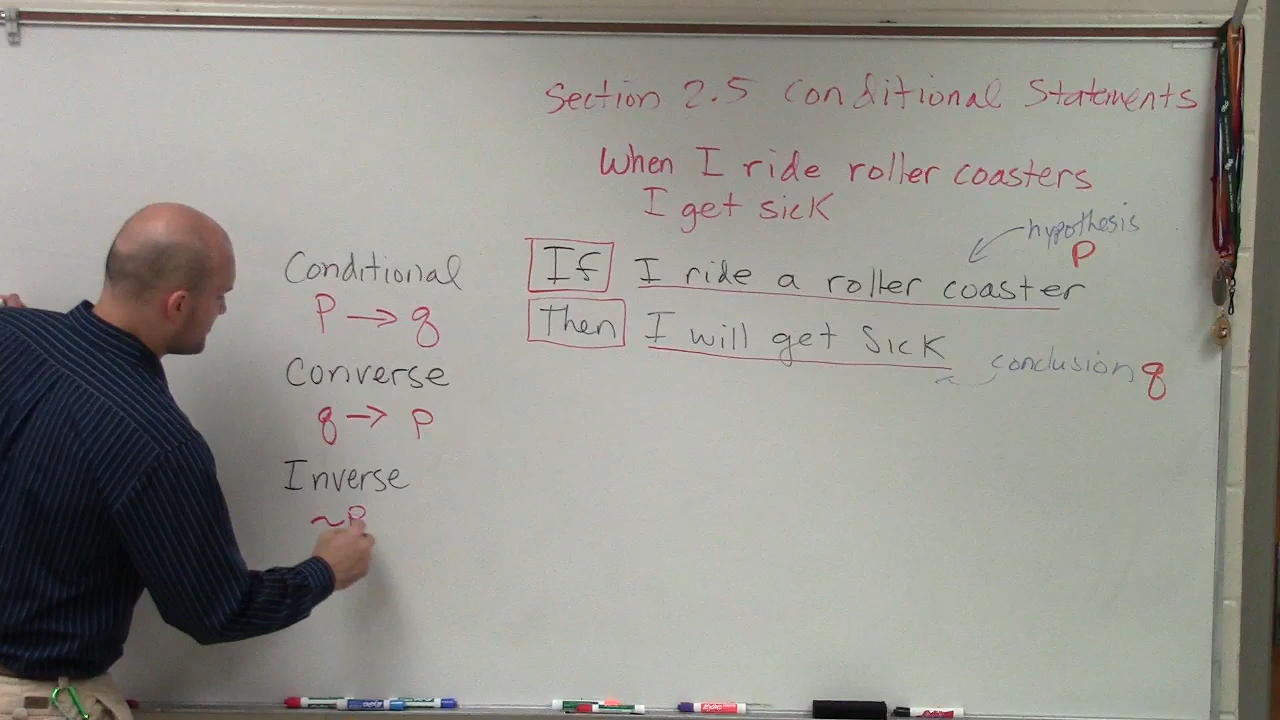 Section 2.5 Conditional Statements
When I ride roller coasters
I get sick
hypothesis
p
If I ride a roller coaster
Then I will get sick
conclusion q
Conditional
p → q
Converse
q → p
Inverse
~p